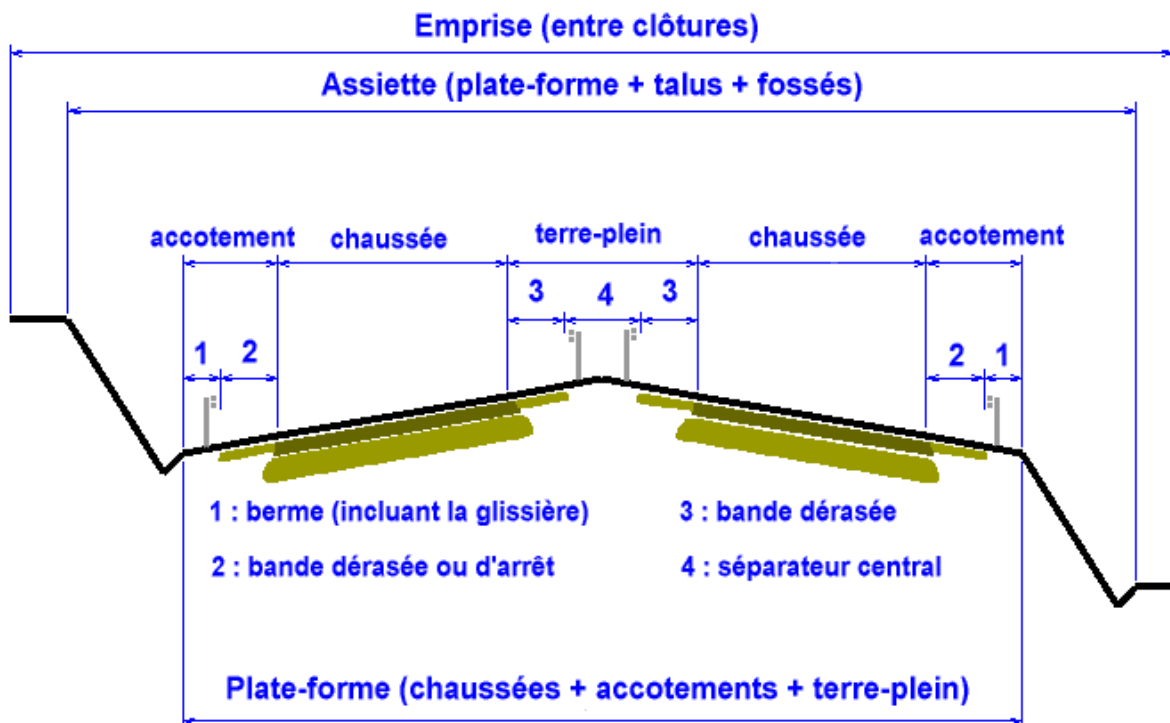 Emprise (entre clôtures)
Assiette (plate-forme + talus + fossés)
accotement chaussée terre-plein chaussée accotement
3 4 3
1 2 2 1
1 : berme (incluant la glissière) 3 : bande dérasée
2 : bande dérasée ou d'arrêt 4 : séparateur central
Plate-forme (chaussées + accotements + terre-plein)